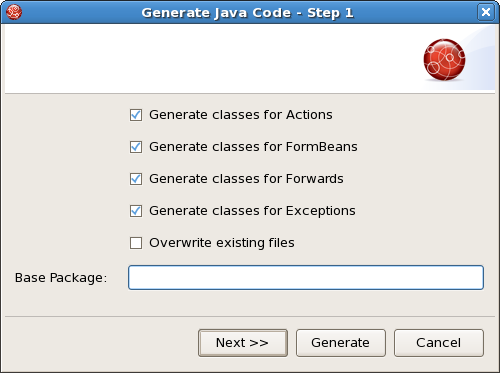 Generate Java Code - Step 1
Generate classes for Actions
Generate classes for FormBeans
Generate classes for Forwards
Generate classes for Exceptions
Overwrite existing files
Base Package:
Next >> Generate Cancel